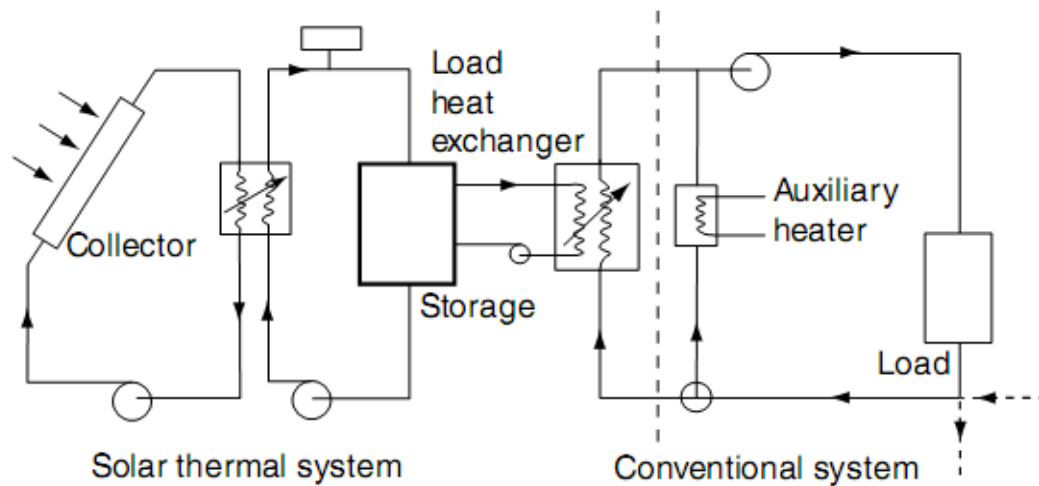 Load
heat
exchanger
Auxiliary
heater
Collector
Storage
Load
Solar thermal system
Conventional system